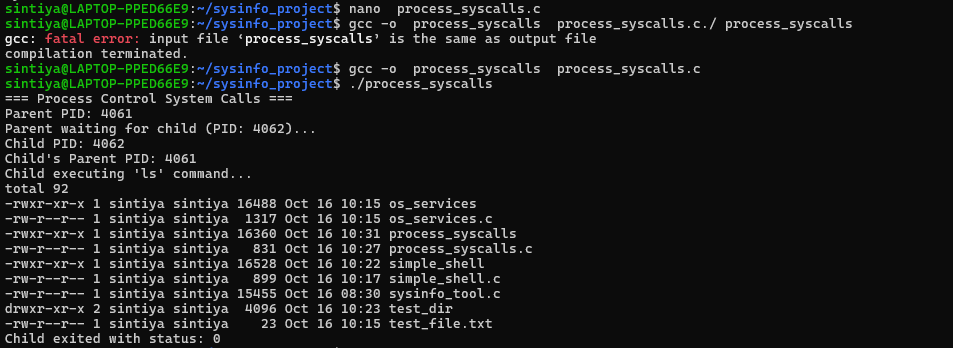 sintiya@LAPTOP-PPED66E9:~/sysinfo_project$ nano  process_syscalls.c
sintiya@LAPTOP-PPED66E9:~/sysinfo_project$ gcc -o  process_syscalls  process_syscalls.c./ process_syscalls
gcc: fatal error: input file ‘process_syscalls’ is the same as output file
compilation terminated.
sintiya@LAPTOP-PPED66E9:~/sysinfo_project$ gcc -o  process_syscalls  process_syscalls.c
sintiya@LAPTOP-PPED66E9:~/sysinfo_project$ ./process_syscalls
=== Process Control System Calls ===
Parent PID: 4061
Parent waiting for child (PID: 4062)...
Child PID: 4062
Child's Parent PID: 4061
Child executing 'ls' command...
total 92
-rwxr-xr-x 1 sintiya sintiya 16488 Oct 16 10:15 os_services
-rw-r--r-- 1 sintiya sintiya  1317 Oct 16 10:15 os_services.c
-rwxr-xr-x 1 sintiya sintiya 16360 Oct 16 10:31 process_syscalls
-rw-r--r-- 1 sintiya sintiya   831 Oct 16 10:27 process_syscalls.c
-rwxr-xr-x 1 sintiya sintiya 16528 Oct 16 10:22 simple_shell
-rw-r--r-- 1 sintiya sintiya   899 Oct 16 10:17 simple_shell.c
-rw-r--r-- 1 sintiya sintiya 15455 Oct 16 08:30 sysinfo_tool.c
drwxr-xr-x 2 sintiya sintiya  4096 Oct 16 10:23 test_dir
-rw-r--r-- 1 sintiya sintiya    23 Oct 16 10:15 test_file.txt
Child exited with status: 0